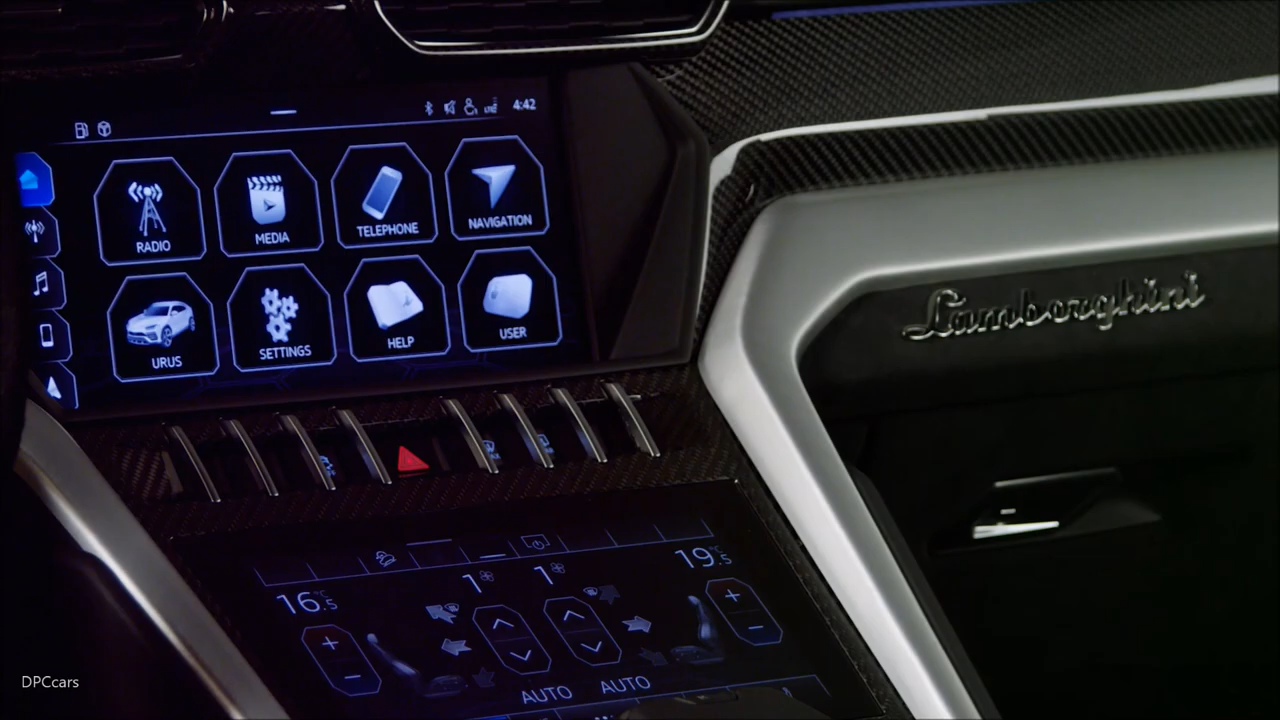 LTE 4:42
RADIO MEDIA TELEPHONE NAVIGATION
URUS SETTINGS HELP USER
Lamborghini
16.5°C 1 1 19.5°C
+ +
- -
AUTO AUTO
DPCcars